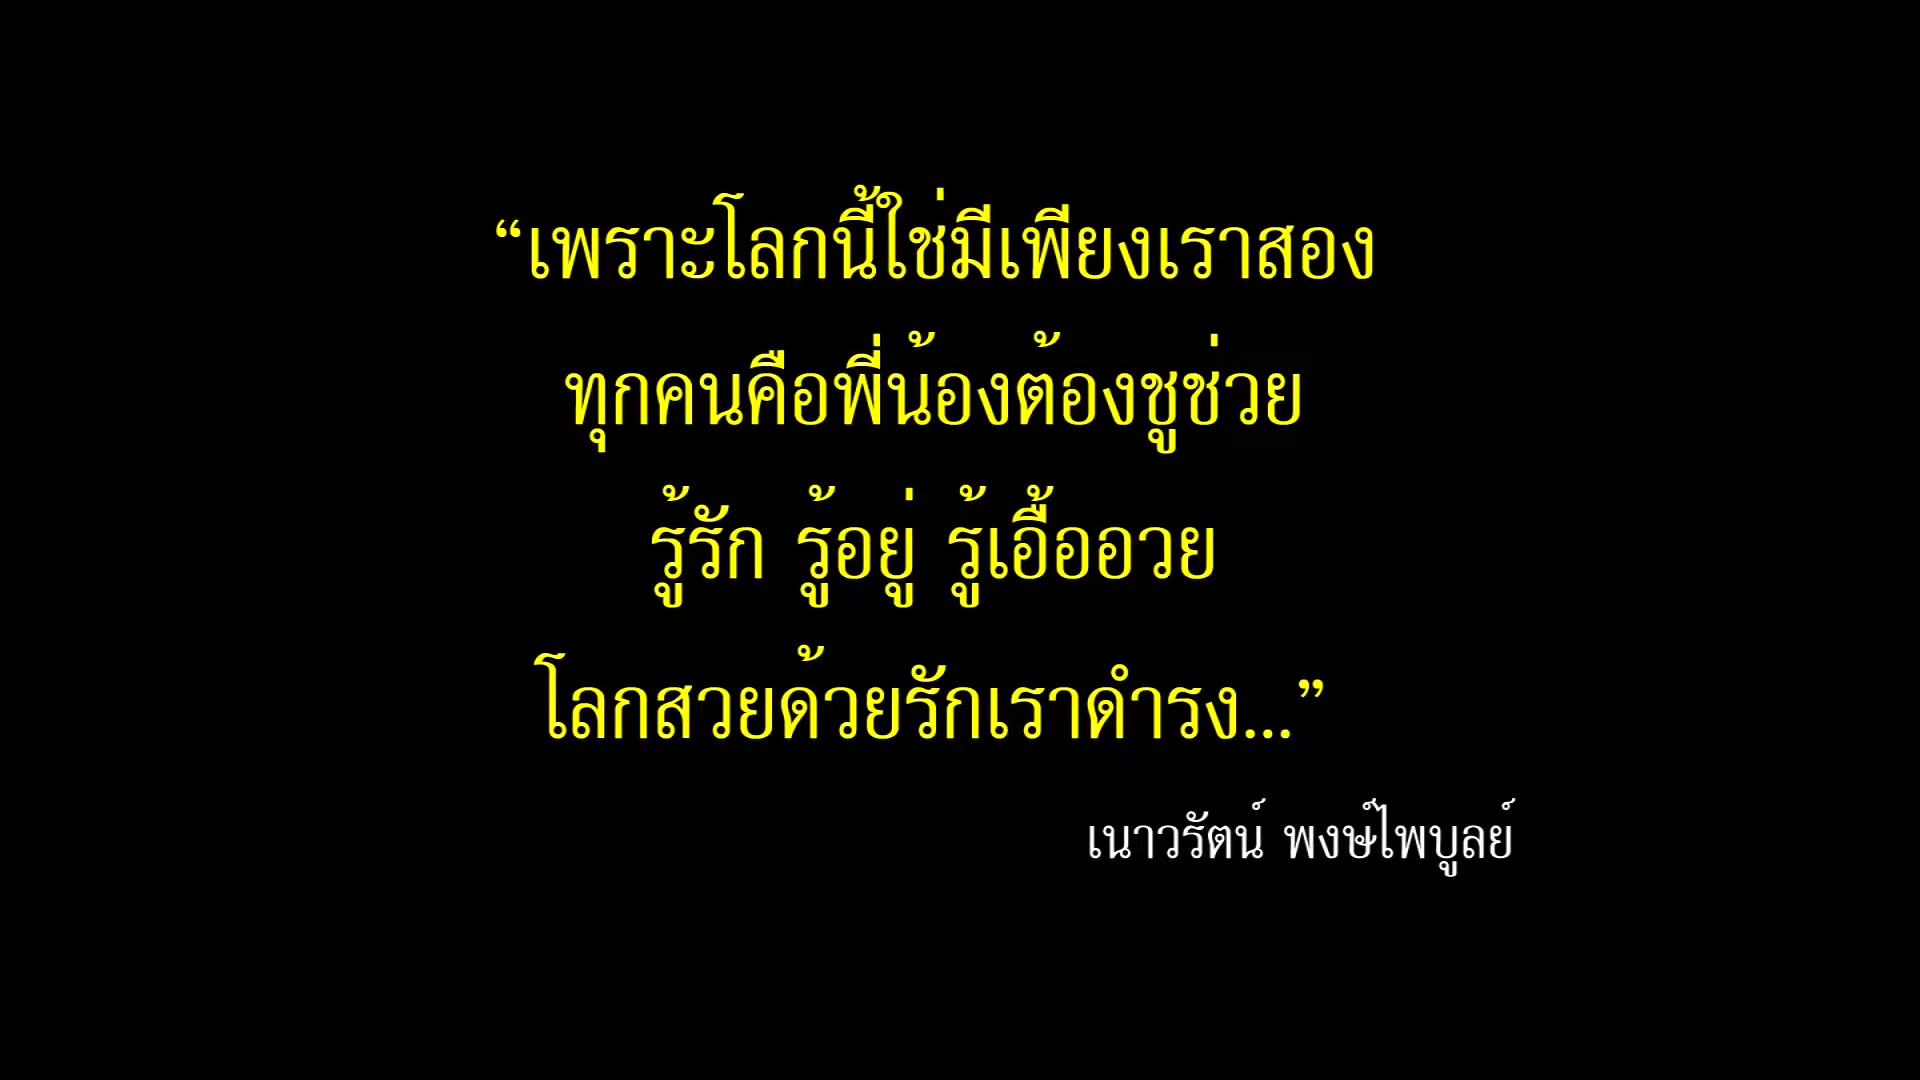 “เพราะโลกนี้ใช่มีเพียงเราสอง
ทุกคนคือพี่น้องต้องชูช่วย
รู้รัก รู้อยู่ รู้เอื้ออวย
โลกสวยด้วยรักเราดำรง...”
เนาวรัตน์ พงษ์ไพบูลย์